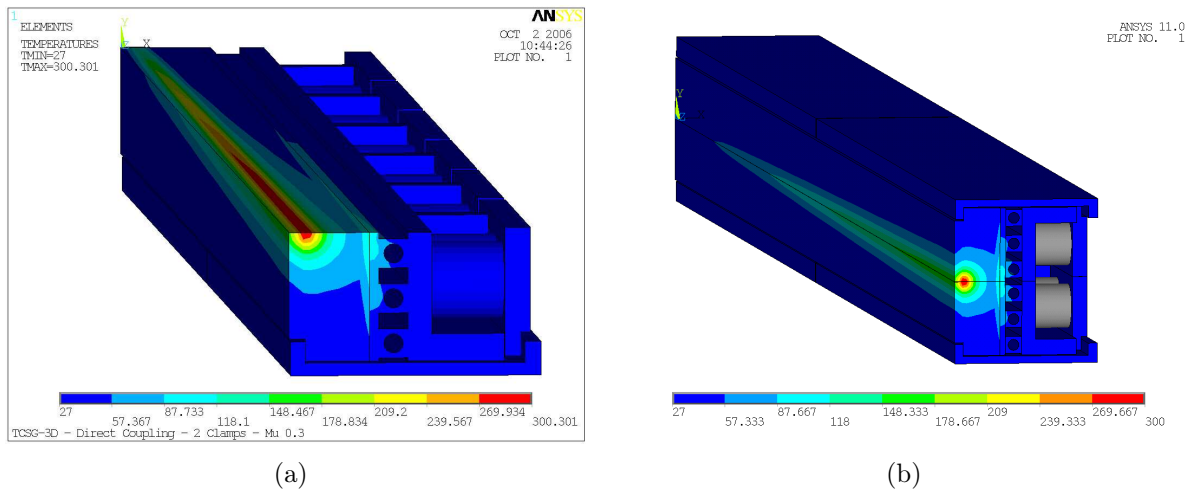 1
ELEMENTS
TEMPERATURES
TMIN=27
TMAX=300.301
Y
Z X
ANSYS
OCT 2 2006
10:44:26
PLOT NO. 1
27 57.367 87.733 118.1 148.467 178.834 209.2 239.567 269.934 300.301
TCSG-3D - Direct Coupling - 2 Clamps - Mu 0.3
(a)
ANSYS 11.0
PLOT NO. 1
Y
Z
27 57.333 87.667 118 148.333 178.667 209 239.333 269.667 300
(b)